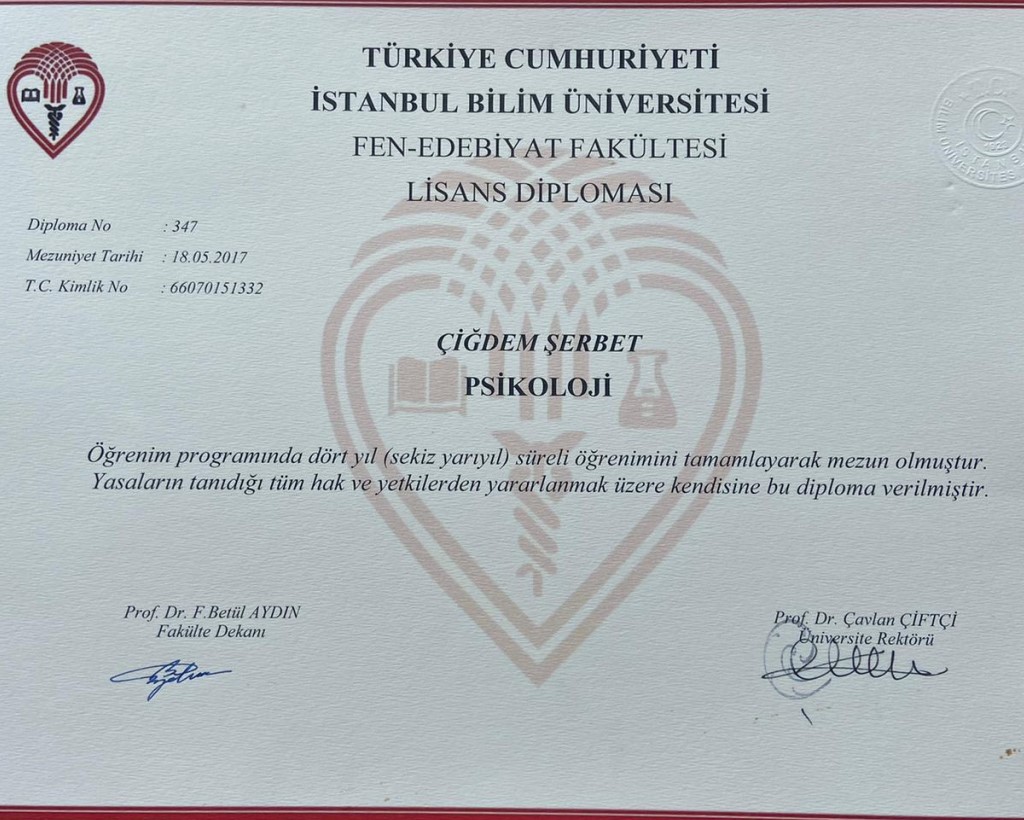 TÜRKİYE CUMHURİYETİ
İSTANBUL BİLİM ÜNİVERSİTESİ
FEN-EDEBİYAT FAKÜLTESİ
LİSANS DİPLOMASI
Diploma No : 347
Mezuniyet Tarihi : 18.05.2017
T.C. Kimlik No : 66070151332
ÇİĞDEM ŞERBET
PSİKOLOJİ
Öğrenim programında dört yıl (sekiz yarıyıl) süreli öğrenimini tamamlayarak mezun olmuştur.
Yasaların tanıdığı tüm hak ve yetkilerden yararlanmak üzere kendisine bu diploma verilmiştir.
Prof. Dr. F.Betül AYDIN
Fakülte Dekanı
Prof. Dr. Çavlan ÇİFTÇİ
Üniversite Rektörü